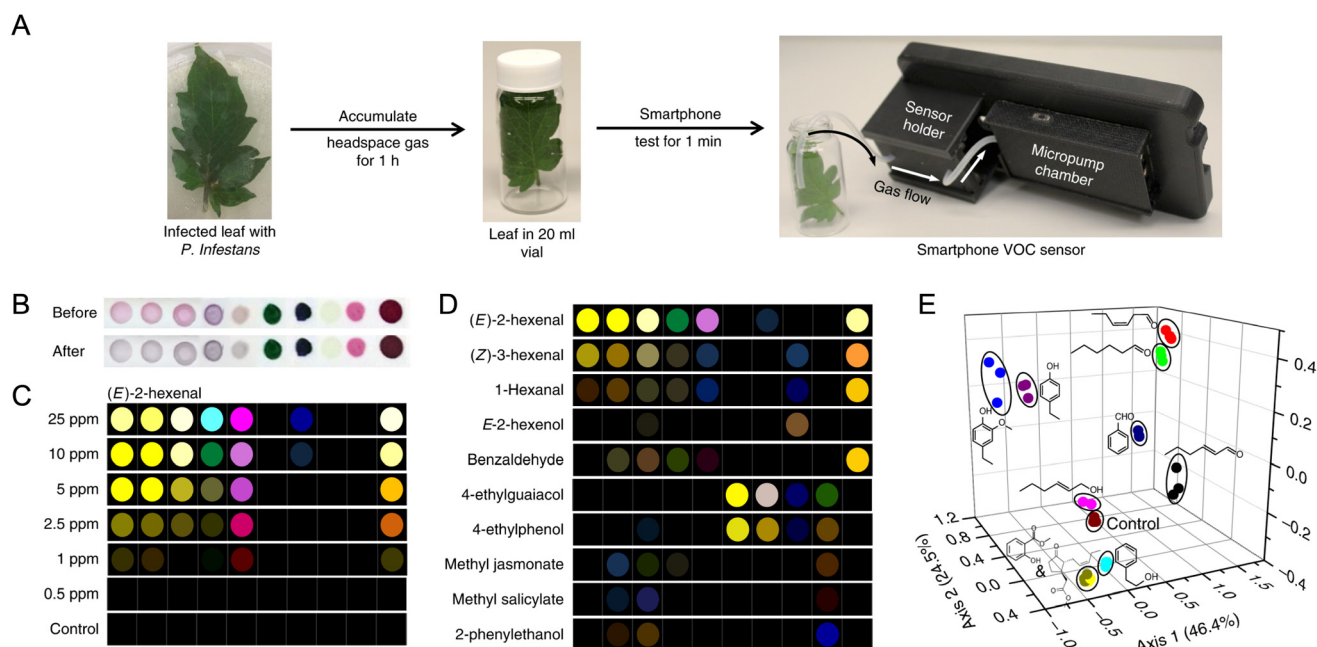 A
Infected leaf with
P. Infestans
Accumulate
headspace gas
for 1 h
Leaf in 20 ml
vial
Smartphone
test for 1 min
Sensor
holder
Micropump
chamber
Gas flow
Smartphone VOC sensor
B
Before
After
C
(E)-2-hexenal
25 ppm
10 ppm
5 ppm
2.5 ppm
1 ppm
0.5 ppm
Control
D
(E)-2-hexenal
(Z)-3-hexenal
1-Hexanal
E-2-hexenol
Benzaldehyde
4-ethylguaiacol
4-ethylphenol
Methyl jasmonate
Methyl salicylate
2-phenylethanol
E
O
O
OH
OH
O
CHO
O
OH
Control
O
O
OH
&
O
O
O
OH
0.4
0.2
0.0
−0.2
−0.4
1.2
0.8
0.4
0.0
0.4
Axis 2 (24.5%)
−1.0
−0.5
0.0
0.5
1.0
1.5
Axis 1 (46.4%)